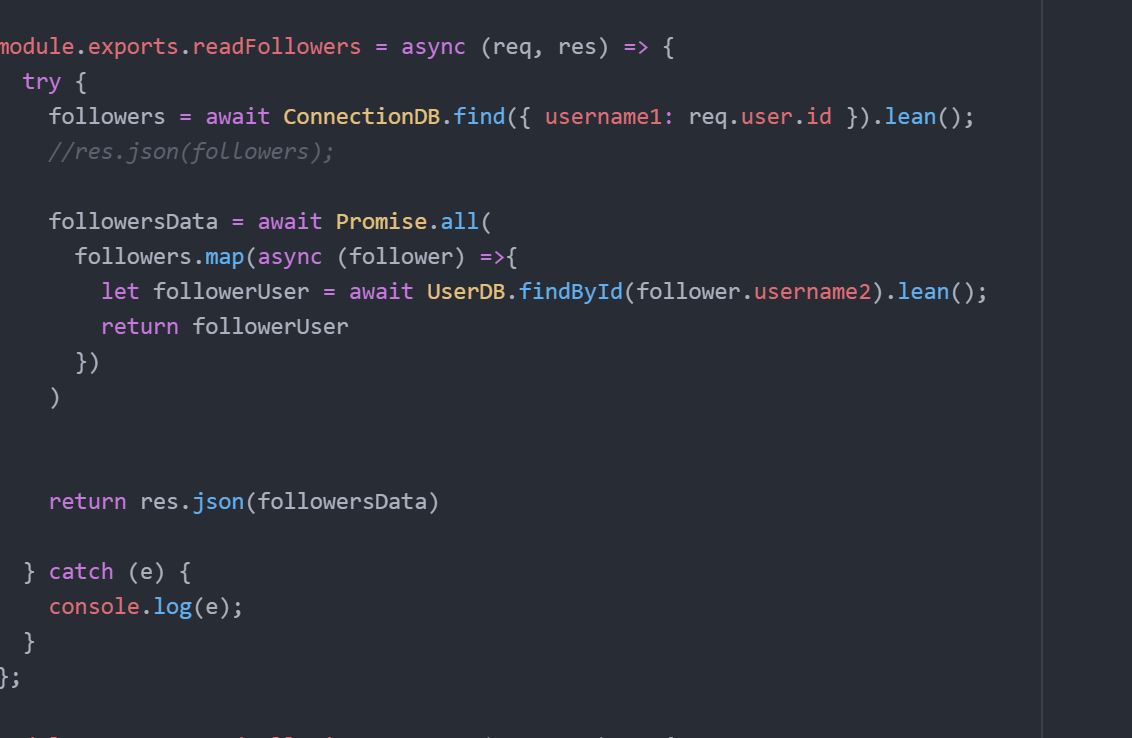 module.exports.readFollowers = async (req, res) => {
try {
followers = await ConnectionDB.find({ username1: req.user.id }).lean();
//res.json(followers);
followersData = await Promise.all(
followers.map(async (follower) =>{
let followerUser = await UserDB.findById(follower.username2).lean();
return followerUser
})
)
return res.json(followersData)
} catch (e) {
console.log(e);
}
};